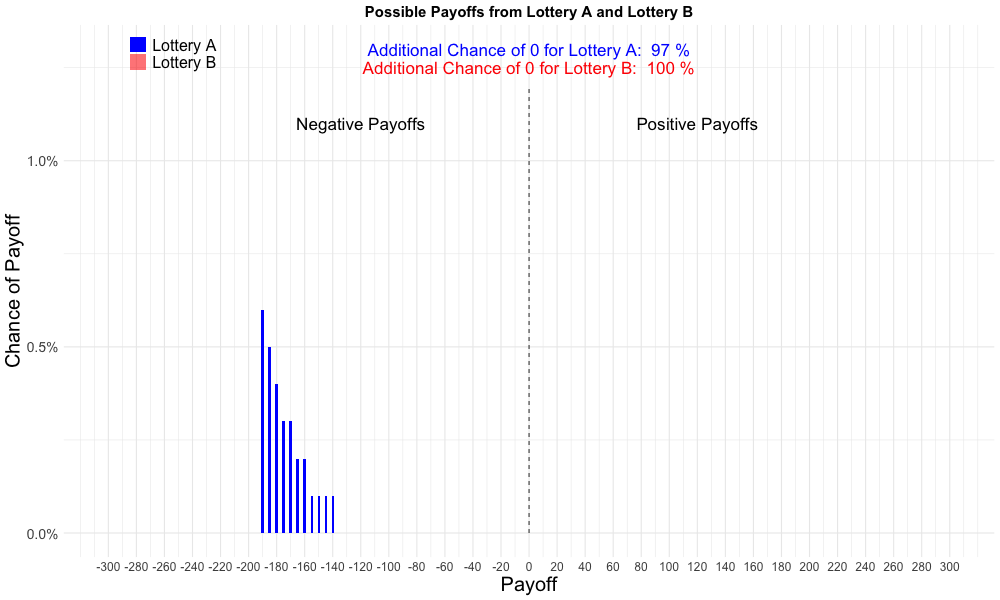 Possible Payoffs from Lottery A and Lottery B
Lottery A
Lottery B
Additional Chance of 0 for Lottery A:  97 %
Additional Chance of 0 for Lottery B:  100 %
Negative Payoffs
Positive Payoffs
Chance of Payoff
1.0%
0.5%
0.0%
-300 -280 -260 -240 -220 -200 -180 -160 -140 -120 -100 -80 -60 -40 -20 0 20 40 60 80 100 120 140 160 180 200 220 240 260 280 300
Payoff